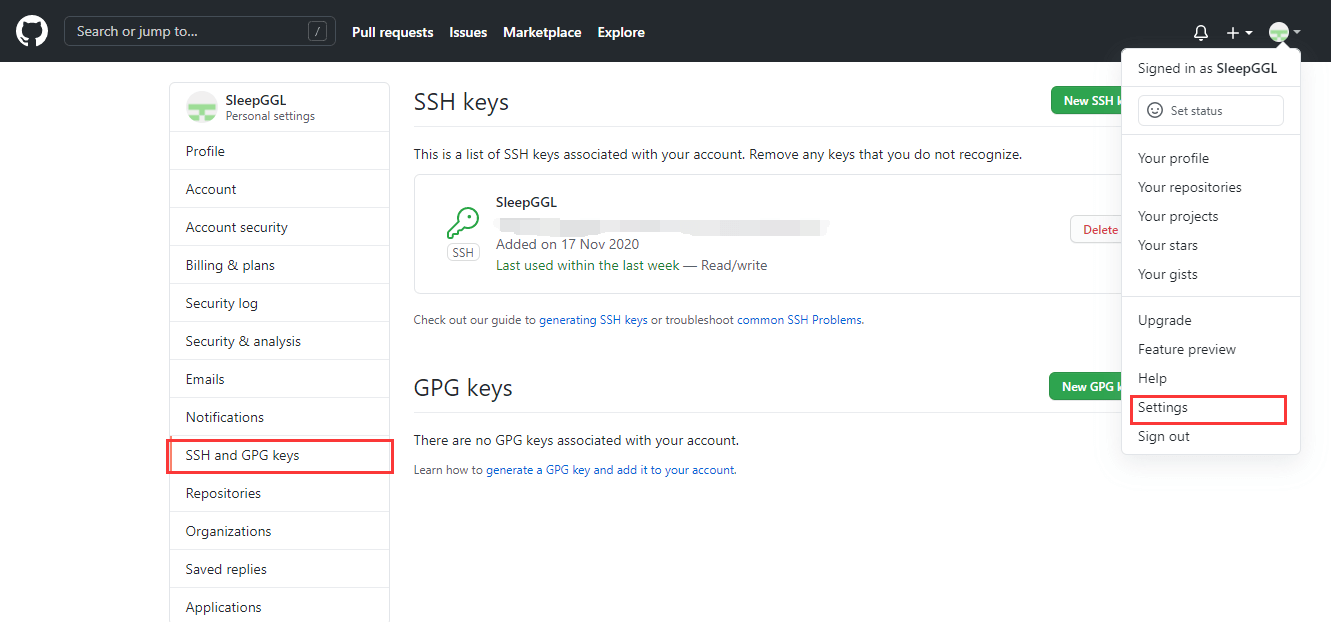 Search or jump to...
/
Pull requests
Issues
Marketplace
Explore
Signed in as SleepGGL
Set status
Your profile
Your repositories
Your projects
Your stars
Your gists
Upgrade
Feature preview
Help
Settings
Sign out
SleepGGL
Personal settings
Profile
Account
Account security
Billing & plans
Security log
Security & analysis
Emails
Notifications
SSH and GPG keys
Repositories
Organizations
Saved replies
Applications
SSH keys
New SSH
This is a list of SSH keys associated with your account. Remove any keys that you do not recognize.
SleepGGL
SSH
Added on 17 Nov 2020
Last used within the last week — Read/write
Delete
Check out our guide to generating SSH keys or troubleshoot common SSH Problems.
GPG keys
New GPG
There are no GPG keys associated with your account.
Learn how to generate a GPG key and add it to your account.